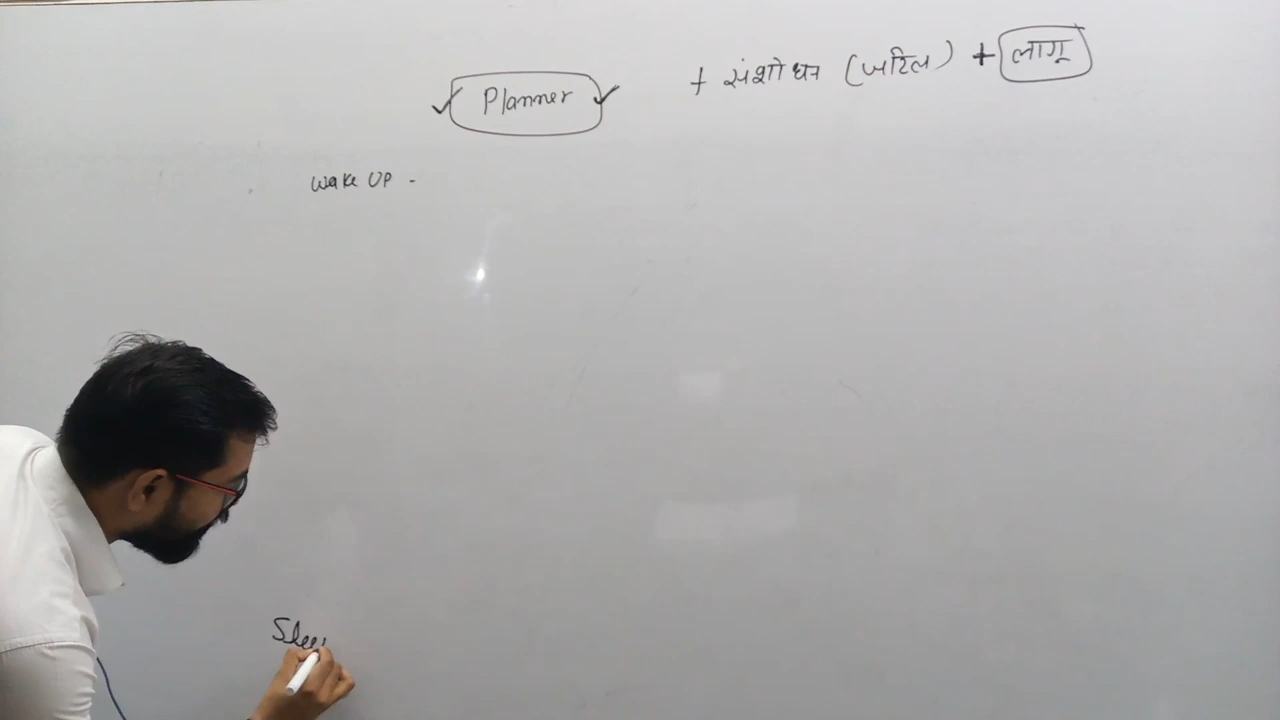 + संशोधन (जटिल) + लागू
✓ Planner ✓
wake UP -
Slee